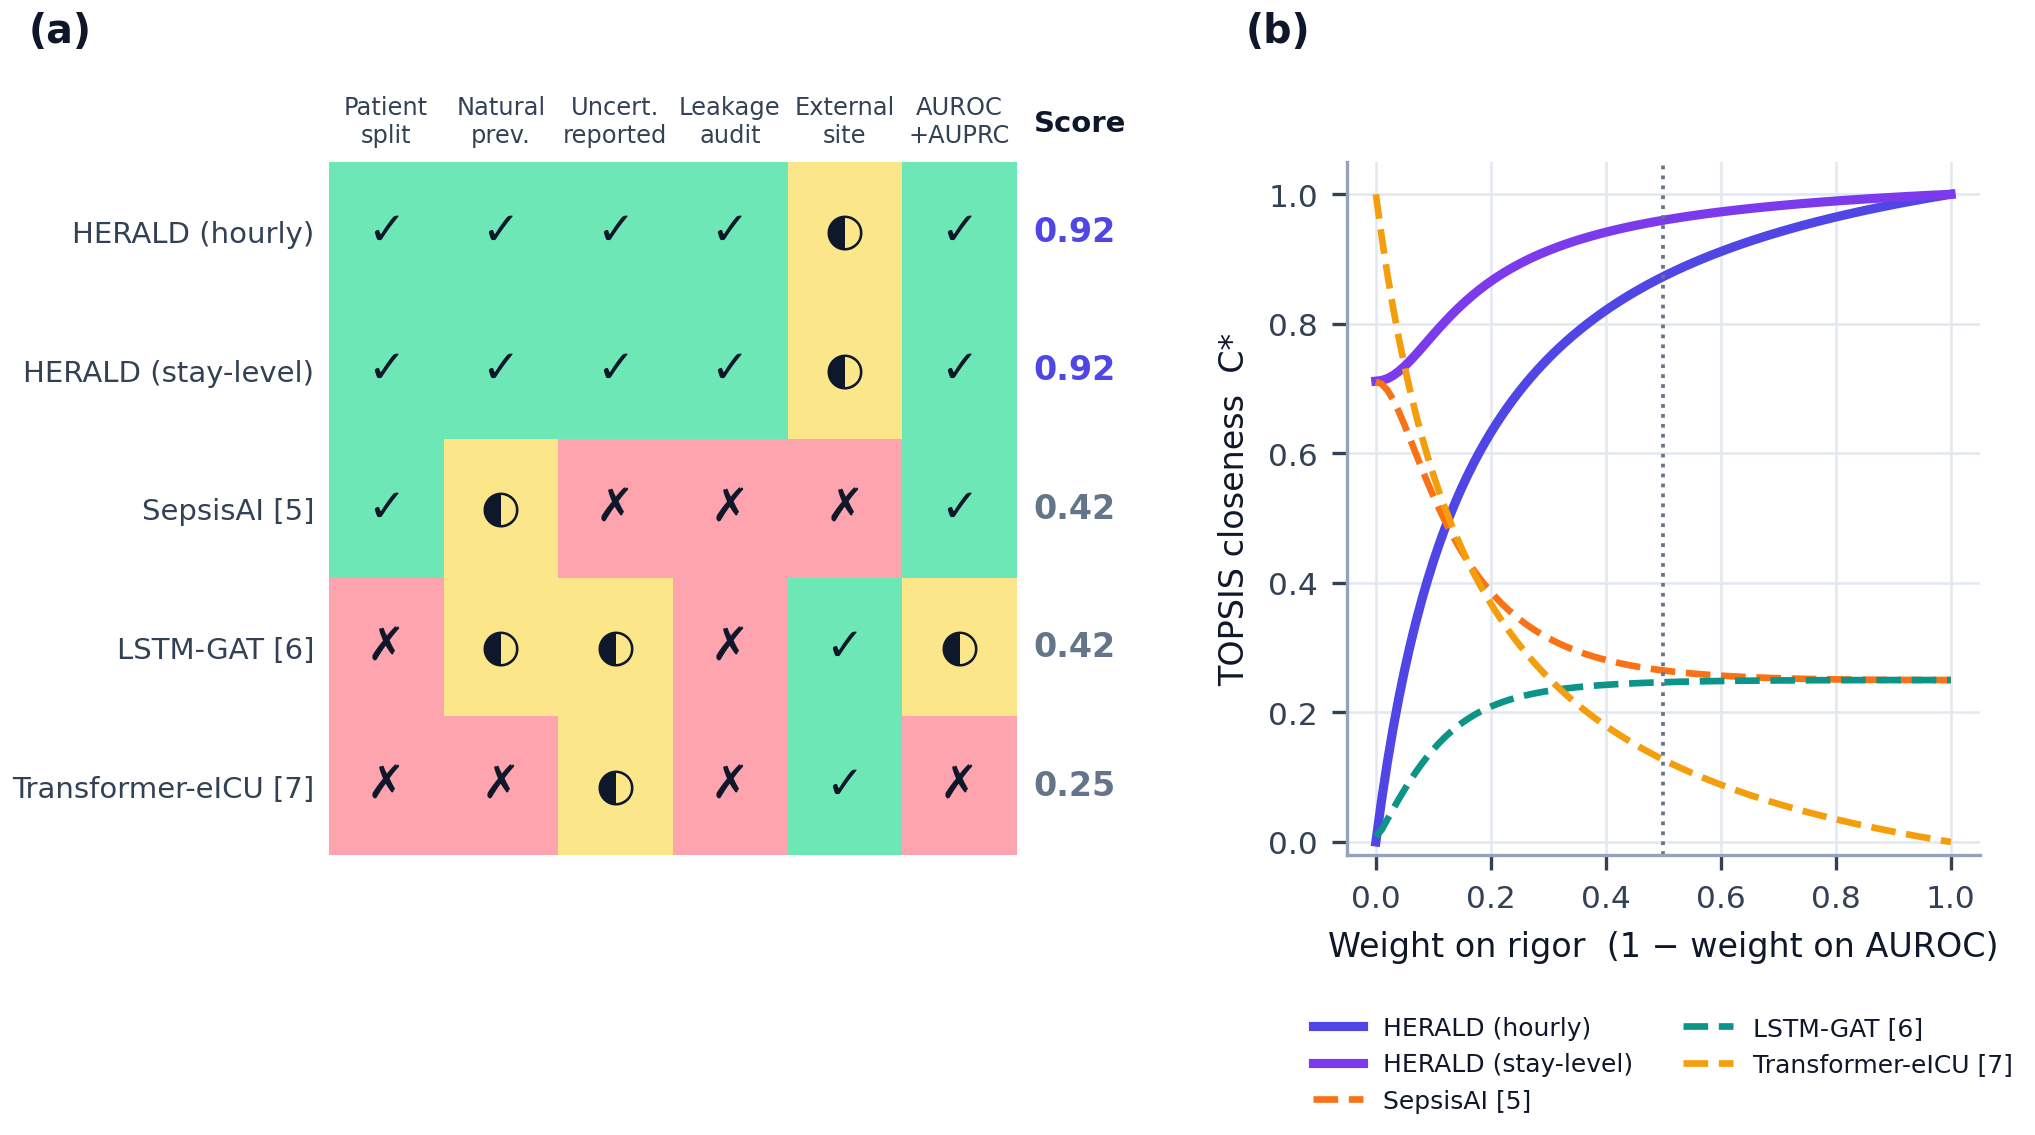 (a)
Patient split
Natural prev.
Uncert. reported
Leakage audit
External site
AUROC +AUPRC
Score
HERALD (hourly) ✓ ✓ ✓ ✓ ◐ ✓ 0.92
HERALD (stay-level) ✓ ✓ ✓ ✓ ◐ ✓ 0.92
SepsisAI [5] ✓ ◐ ✗ ✗ ✗ ✓ 0.42
LSTM-GAT [6] ✗ ◐ ◐ ✗ ✓ ◐ 0.42
Transformer-eICU [7] ✗ ✗ ◐ ✗ ✓ ✗ 0.25
(b)
TOPSIS closeness C*
1.0
0.8
0.6
0.4
0.2
0.0
0.0 0.2 0.4 0.6 0.8 1.0
Weight on rigor (1 − weight on AUROC)
HERALD (hourly)
HERALD (stay-level)
SepsisAI [5]
LSTM-GAT [6]
Transformer-eICU [7]